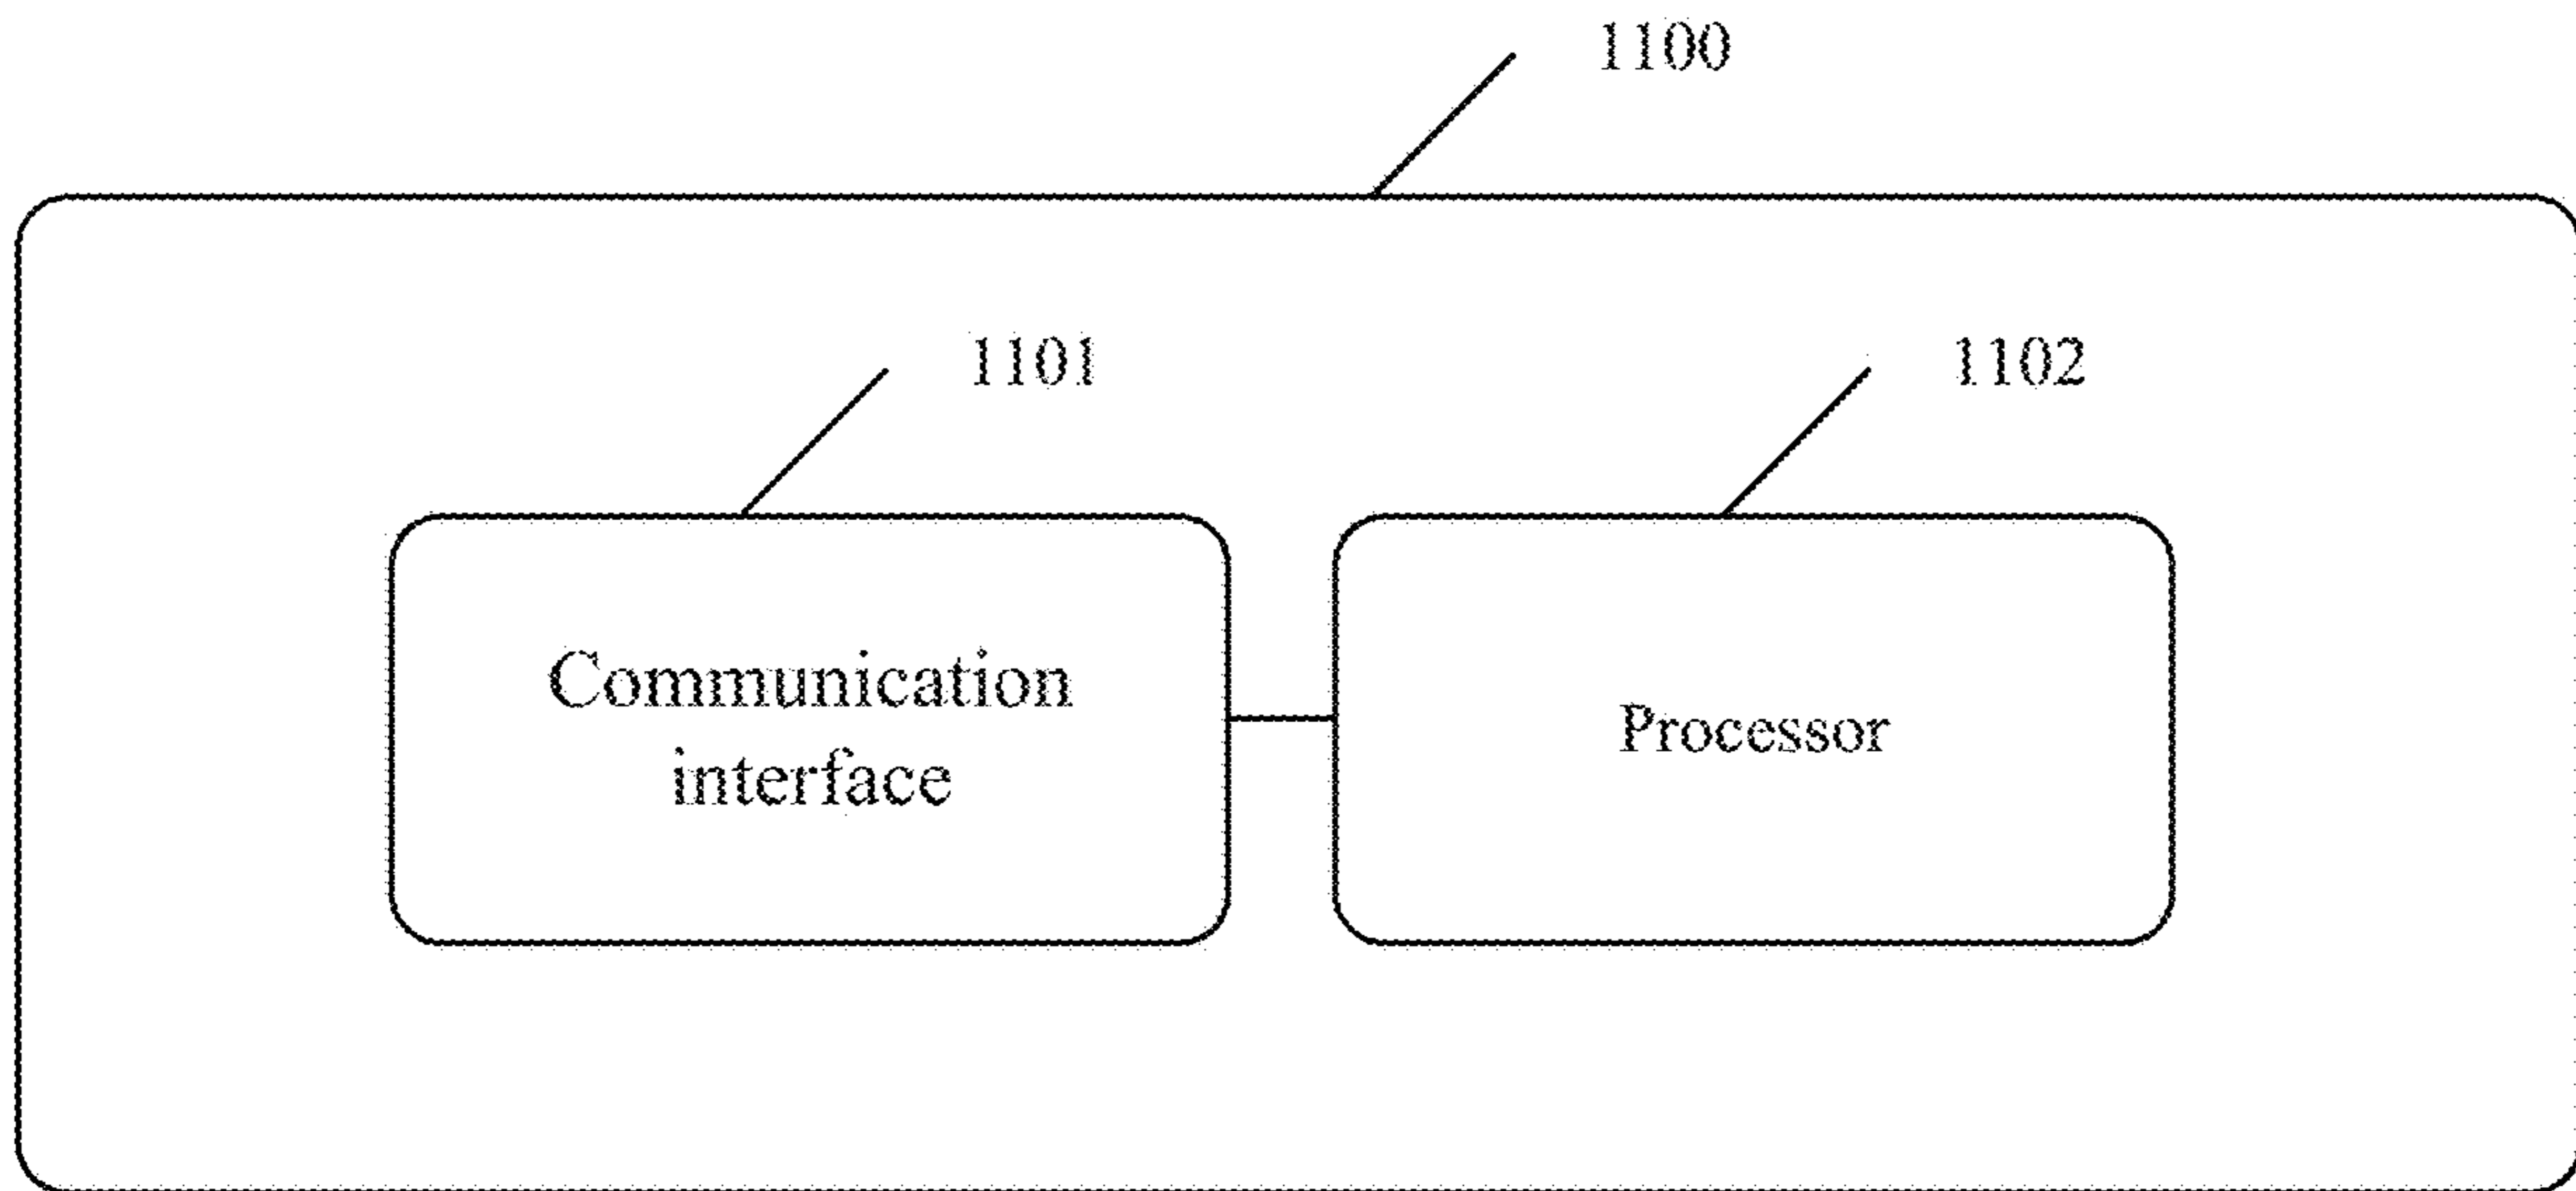 1100
1101
1102
Communication
interface
Processor